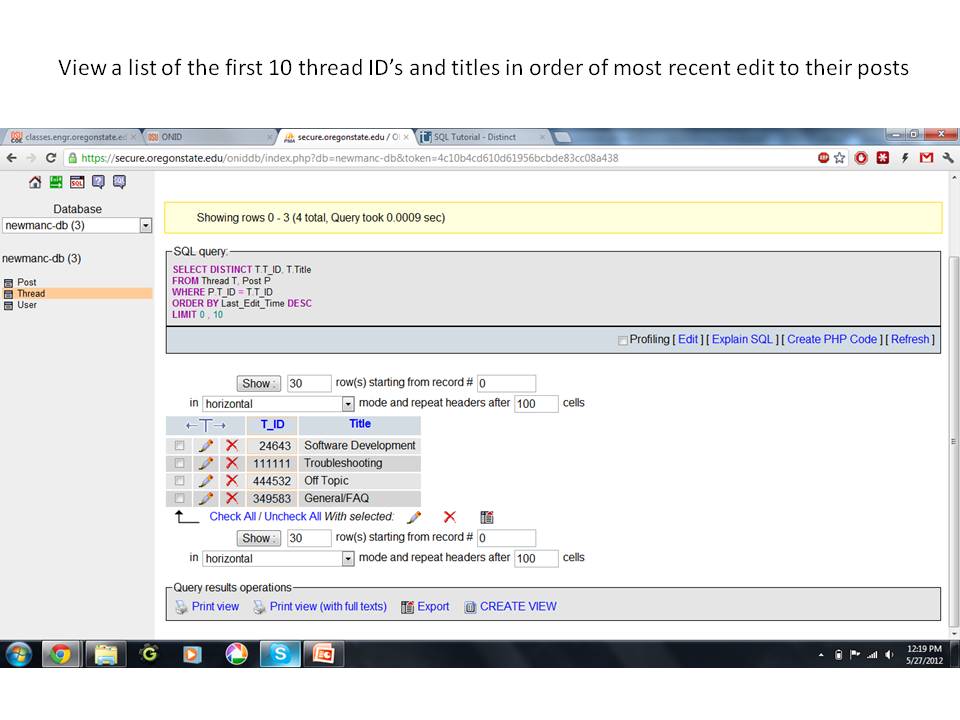 View a list of the first 10 thread ID's and titles in order of most recent edit to their posts
classes.engr.oregonstate.ed ONID secure.oregonstate.edu / O SQL Tutorial - Distinct
https://secure.oregonstate.edu/oniddb/index.php?db=newmanc-db&token=4c10b4cd610d61956bcbde83cc08a438
Database
newmanc-db (3)
newmanc-db (3)
Post
Thread
User
Showing rows 0 - 3 (4 total, Query took 0.0009 sec)
SQL query:
SELECT DISTINCT T.T_ID, T.Title
FROM Thread T, Post P
WHERE P.T_ID = T.T_ID
ORDER BY Last_Edit_Time DESC
LIMIT 0 , 10
Profiling [ Edit ] [ Explain SQL ] [ Create PHP Code ] [ Refresh ]
Show : 30 row(s) starting from record # 0
in horizontal mode and repeat headers after 100 cells
←T→ T_ID Title
24643 Software Development
111111 Troubleshooting
444532 Off Topic
349583 General/FAQ
Check All / Uncheck All With selected:
Show : 30 row(s) starting from record # 0
in horizontal mode and repeat headers after 100 cells
Query results operations
Print view Print view (with full texts) Export CREATE VIEW
12:19 PM
5/27/2012